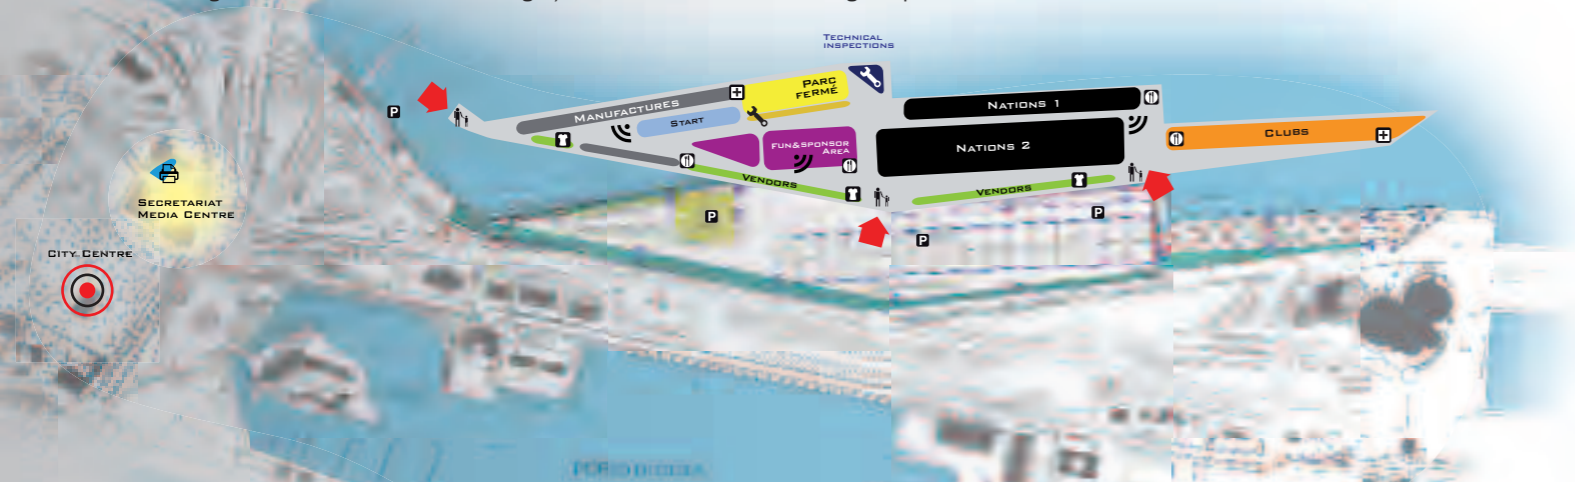 TECHNICAL
INSPECTIONS
PARC
FERMÉ
MANUFACTURES
START
NATIONS 1
FUN&SPONSOR
AREA
NATIONS 2
CLUBS
VENDORS
VENDORS
P
P
P
P
SECRETARIAT
MEDIA CENTRE
CITY CENTRE